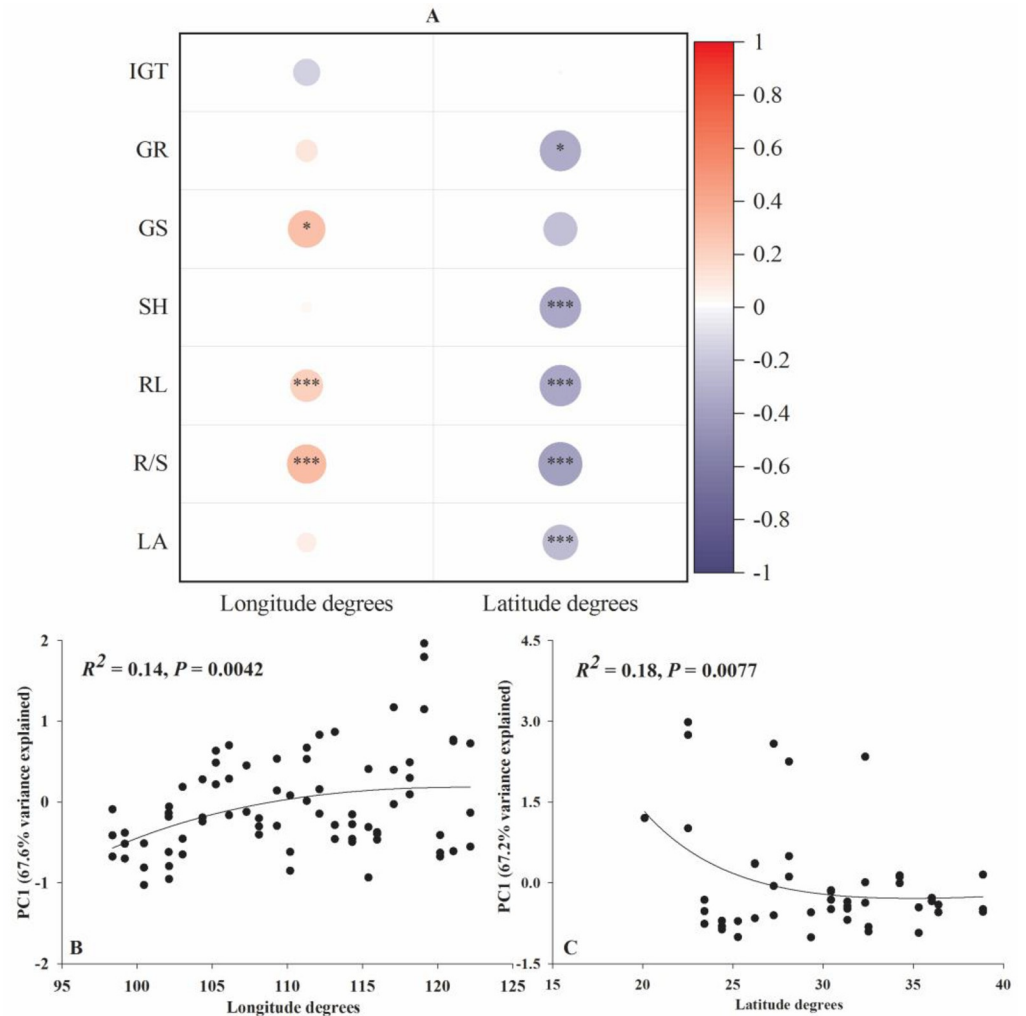 A
IGT
GR
GS
SH
RL
R/S
LA
*
*
***
***
***
***
***
***
1
0.8
0.6
0.4
0.2
0
-0.2
-0.4
-0.6
-0.8
-1
Longitude degrees
Latitude degrees
R² = 0.14, P = 0.0042
PC1 (67.6% variance explained)
2
1
0
-1
-2
B
95
100
105
110
115
120
125
Longitude degrees
R² = 0.18, P = 0.0077
PC1 (67.2% variance explained)
4.5
3.0
1.5
0.0
-1.5
C
20
25
30
35
40
Latitude degrees